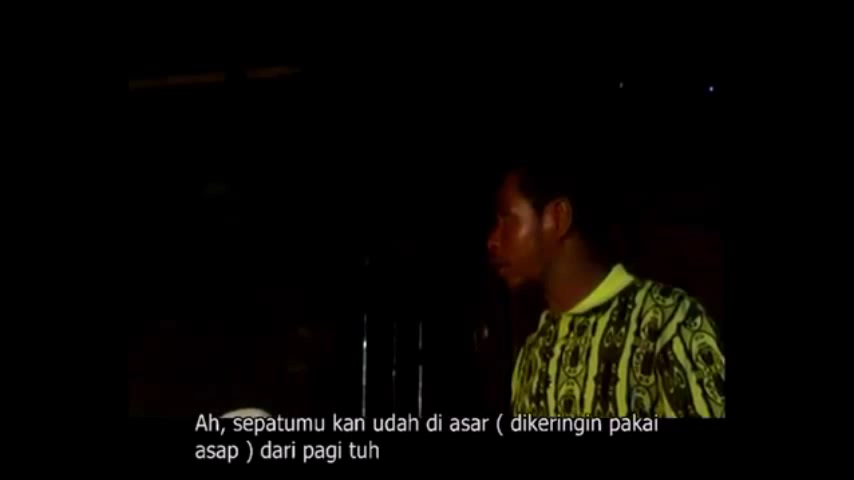 Ah, sepatumu kan udah di asar ( dikeringin pakai
asap ) dari pagi tuh